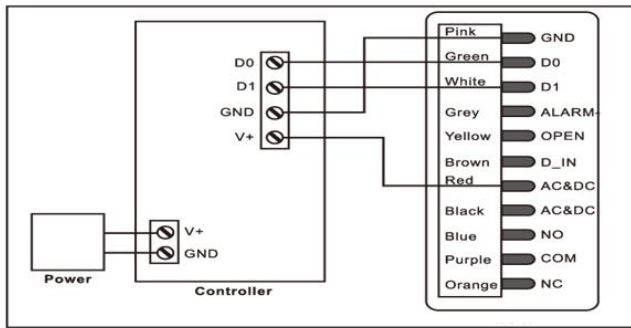 D0
D1
GND
V+
V+
GND
Power
Controller
Pink GND
Green D0
White D1
Grey ALARM-
Yellow OPEN
Brown D_IN
Red AC&DC
Black AC&DC
Blue NO
Purple COM
Orange NC